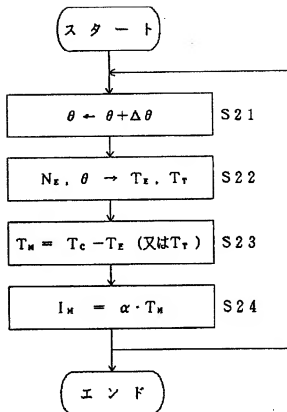 スタート
θ ← θ+Δθ
S21
N_E, θ → T_E, T_T
S22
T_M = T_C −T_E (又はT_T)
S23
I_M = α·T_M
S24
エンド